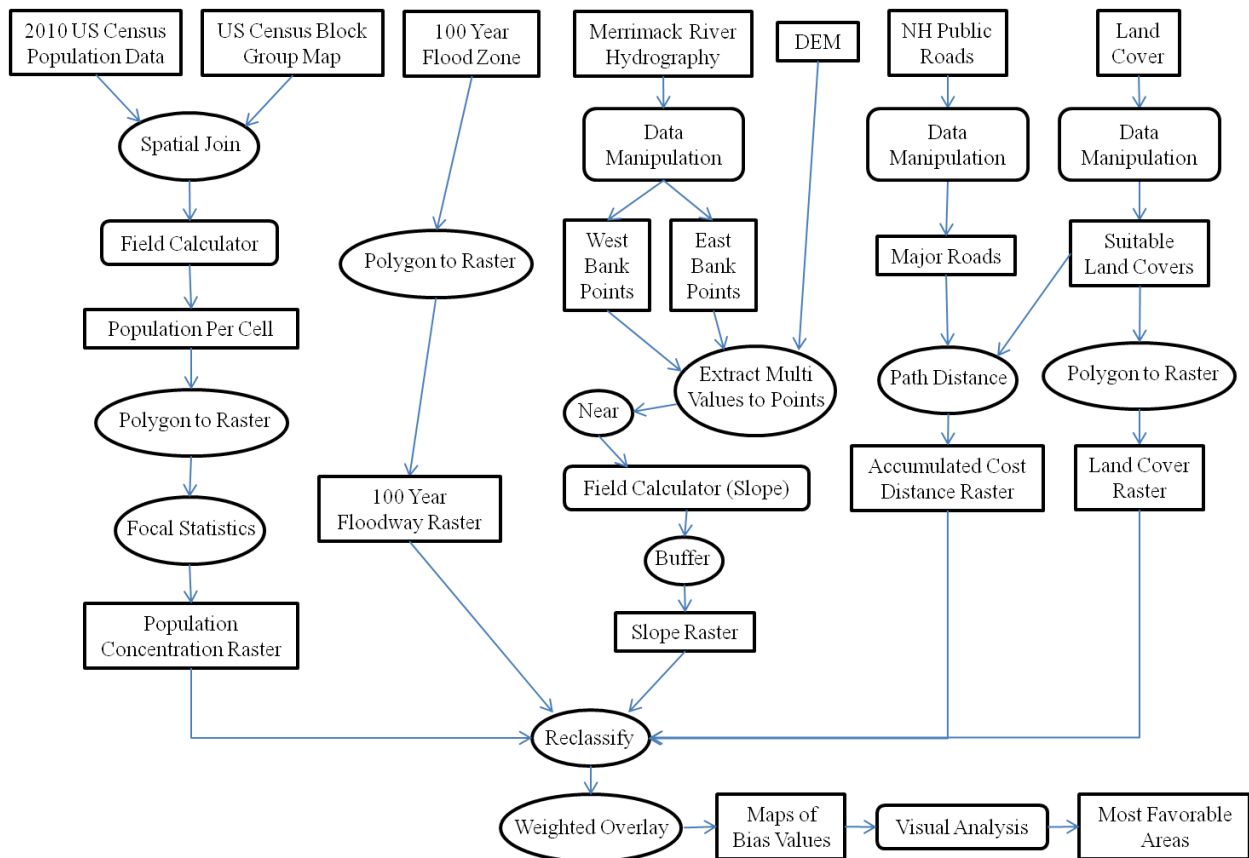 2010 US Census
Population Data
US Census Block
Group Map
100 Year
Flood Zone
Merrimack River
Hydrography
DEM
NH Public
Roads
Land
Cover
Spatial Join
Data
Manipulation
Data
Manipulation
Data
Manipulation
Field Calculator
Polygon to Raster
West
Bank
Points
East
Bank
Points
Major Roads
Suitable
Land Covers
Population Per Cell
Extract Multi
Values to Points
Path Distance
Polygon to Raster
Polygon to Raster
Near
100 Year
Floodway Raster
Field Calculator (Slope)
Accumulated Cost
Distance Raster
Land Cover
Raster
Focal Statistics
Buffer
Population
Concentration Raster
Slope Raster
Reclassify
Weighted Overlay
Maps of
Bias Values
Visual Analysis
Most Favorable
Areas